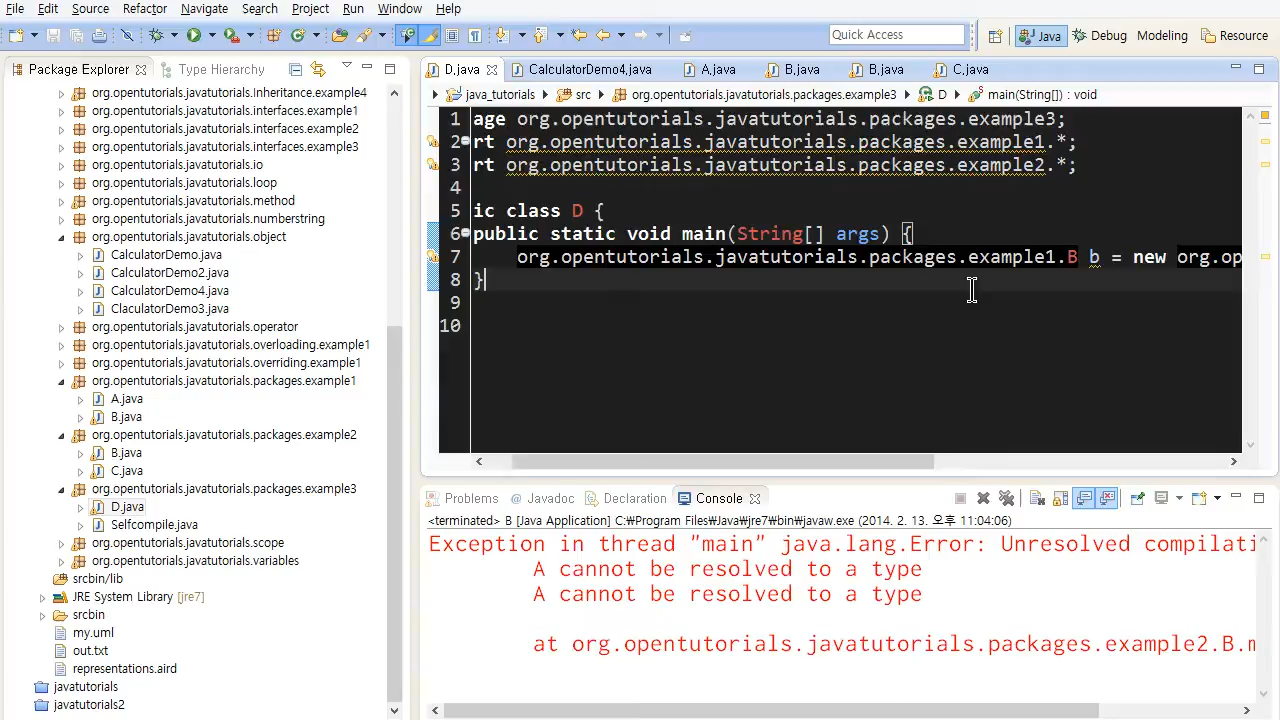 File Edit Source Refactor Navigate Search Project Run Window Help
Quick Access
Java
Debug
Modeling
Resource
Package Explorer
Type Hierarchy
org.opentutorials.javatutorials.Inheritance.example4
org.opentutorials.javatutorials.interfaces.example1
org.opentutorials.javatutorials.interfaces.example2
org.opentutorials.javatutorials.interfaces.example3
org.opentutorials.javatutorials.io
org.opentutorials.javatutorials.loop
org.opentutorials.javatutorials.method
org.opentutorials.javatutorials.numberstring
org.opentutorials.javatutorials.object
CalculatorDemo.java
CalculatorDemo2.java
CalculatorDemo4.java
ClaculatorDemo3.java
org.opentutorials.javatutorials.operator
org.opentutorials.javatutorials.overloading.example1
org.opentutorials.javatutorials.overriding.example1
org.opentutorials.javatutorials.packages.example1
A.java
B.java
org.opentutorials.javatutorials.packages.example2
B.java
C.java
org.opentutorials.javatutorials.packages.example3
D.java
Selfcompile.java
org.opentutorials.javatutorials.scope
org.opentutorials.javatutorials.variables
srcbin/lib
JRE System Library [jre7]
srcbin
my.uml
out.txt
representations.aird
javatutorials
javatutorials2
D.java
CalculatorDemo4.java
A.java
B.java
B.java
C.java
java_tutorials
src
org.opentutorials.javatutorials.packages.example3
D
main(String[]) : void
1 age org.opentutorials.javatutorials.packages.example3;
2 rt org.opentutorials.javatutorials.packages.example1.*;
3 rt org.opentutorials.javatutorials.packages.example2.*;
4
5 ic class D {
6 public static void main(String[] args) {
7 org.opentutorials.javatutorials.packages.example1.B b = new org.op
8 }
9
10
Problems
Javadoc
Declaration
Console
<terminated> B [Java Application] C:₩Program Files₩Java₩jre7₩bin₩javaw.exe (2014. 2. 13. 오후 11:04:06)
Exception in thread "main" java.lang.Error: Unresolved compilati
A cannot be resolved to a type
A cannot be resolved to a type
at org.opentutorials.javatutorials.packages.example2.B.m